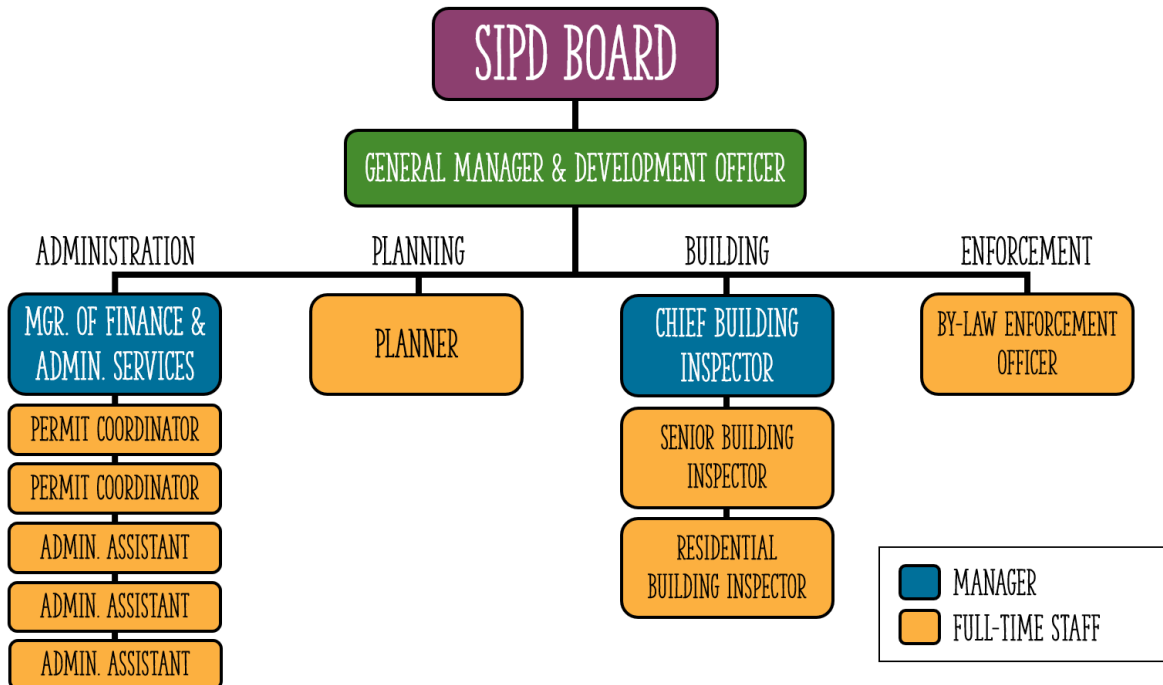 SIPD BOARD
GENERAL MANAGER & DEVELOPMENT OFFICER
ADMINISTRATION
PLANNING
BUILDING
ENFORCEMENT
MGR. OF FINANCE &
ADMIN. SERVICES
PERMIT COORDINATOR
PERMIT COORDINATOR
ADMIN. ASSISTANT
ADMIN. ASSISTANT
ADMIN. ASSISTANT
PLANNER
CHIEF BUILDING
INSPECTOR
SENIOR BUILDING
INSPECTOR
RESIDENTIAL
BUILDING INSPECTOR
BY-LAW ENFORCEMENT
OFFICER
MANAGER
FULL-TIME STAFF